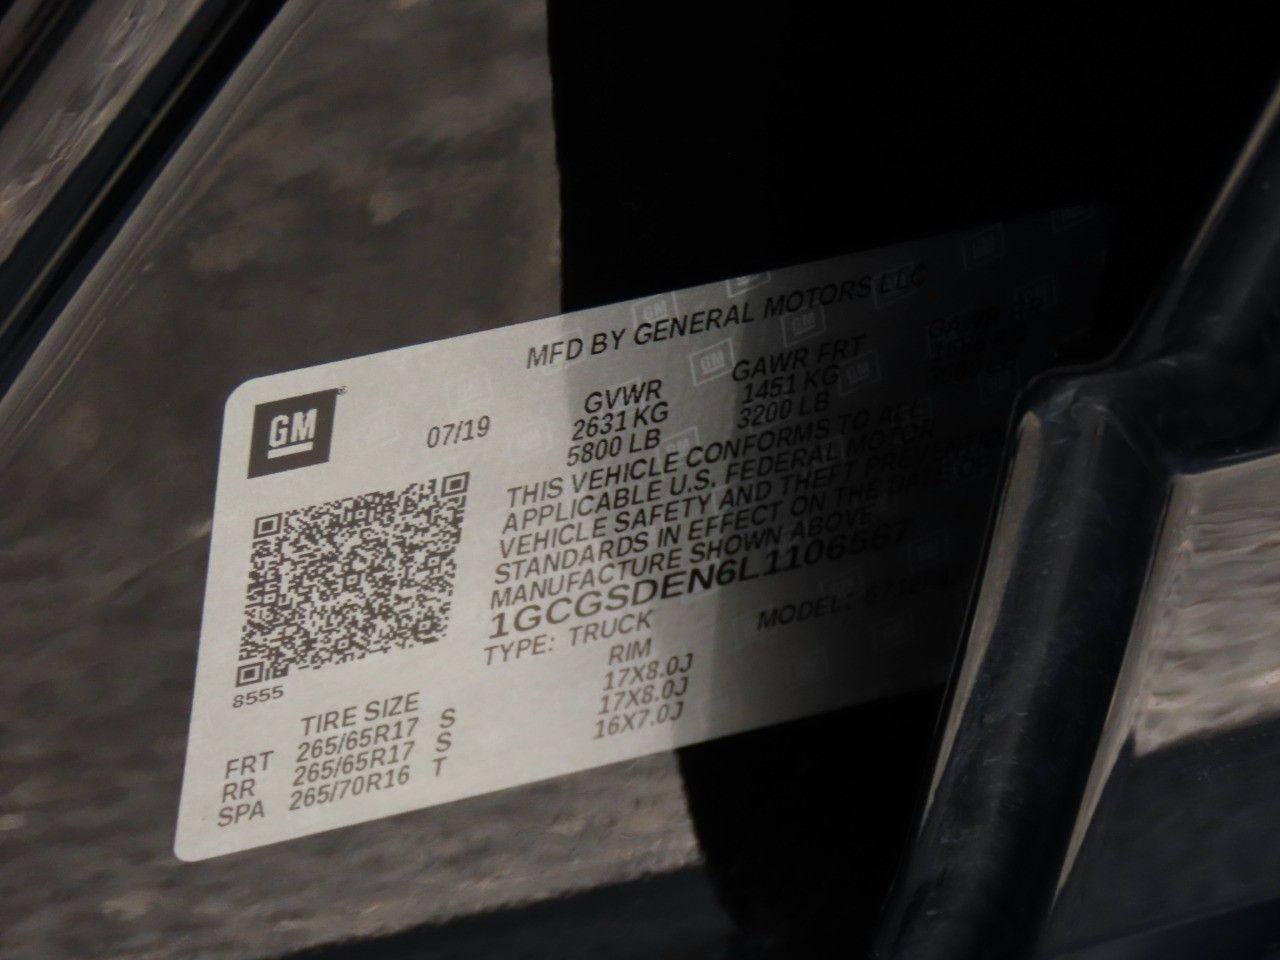 MFD BY GENERAL MOTORS LLC
GM
07/19
GVWR
2631 KG
5800 LB
GAWR FRT
1451 KG
3200 LB
GAWR RR
THIS VEHICLE CONFORMS TO ALL
APPLICABLE U.S. FEDERAL MOTOR
VEHICLE SAFETY AND THEFT PREVENTION
STANDARDS IN EFFECT ON THE DATE OF
MANUFACTURE SHOWN ABOVE
1GCGSDEN6L1106567
TYPE: TRUCK
MODEL:
8555
TIRE SIZE
RIM
FRT 265/65R17 S 17X8.0J
RR 265/65R17 S 17X8.0J
SPA 265/70R16 T 16X7.0J